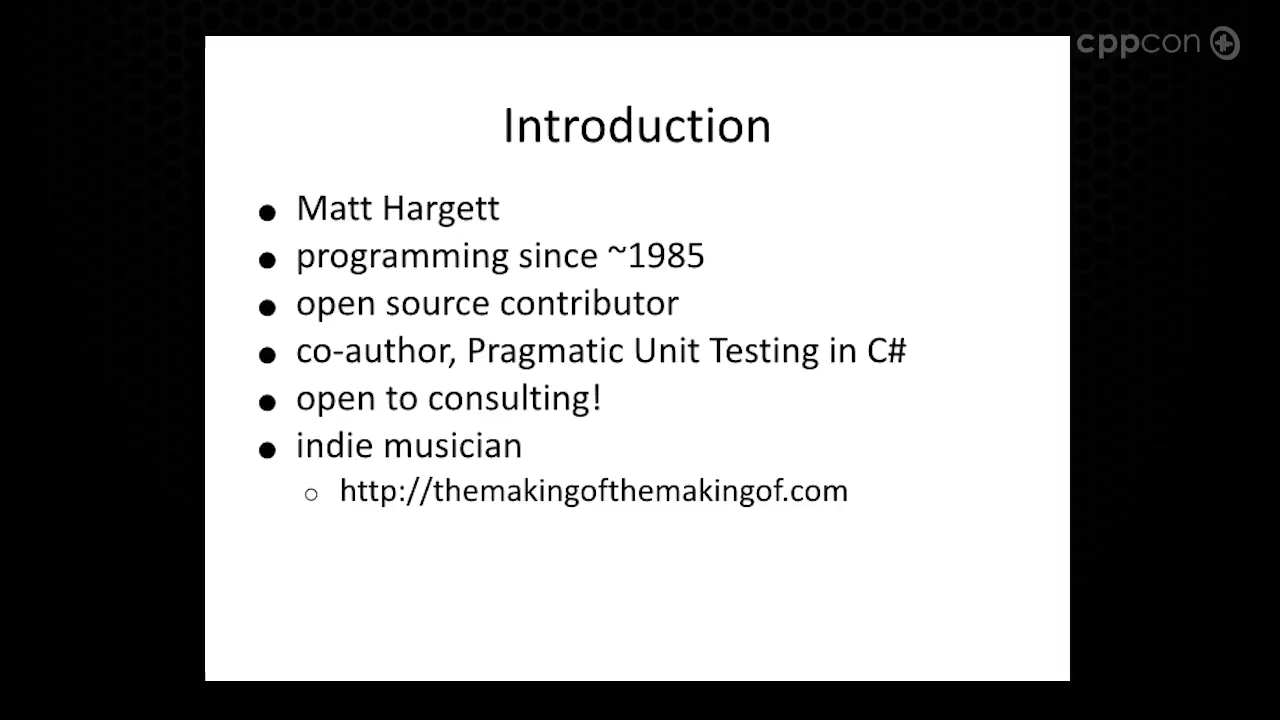 cppcon
Introduction
● Matt Hargett
● programming since ~1985
● open source contributor
● co-author, Pragmatic Unit Testing in C#
● open to consulting!
● indie musician
○ http://themakingofthemakingof.com